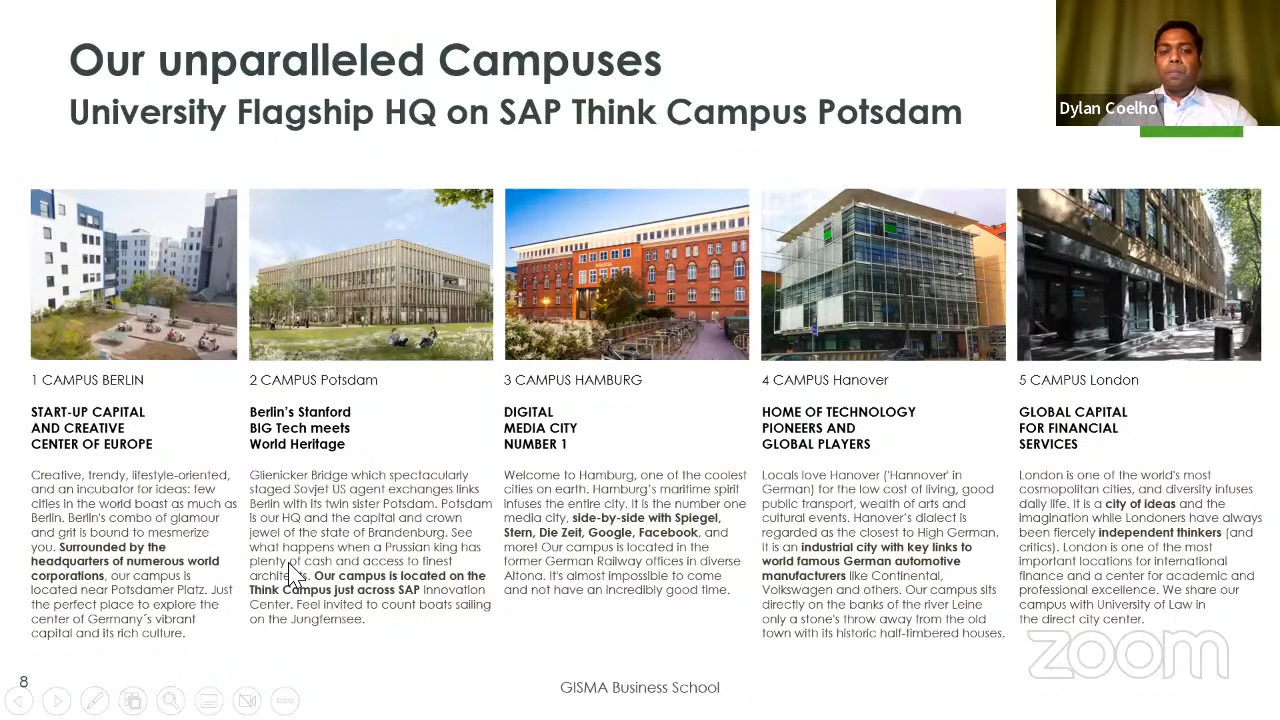 Our unparalleled Campuses
University Flagship HQ on SAP Think Campus Potsdam
Dylan Coelho
1 CAMPUS BERLIN
START-UP CAPITAL
AND CREATIVE
CENTER OF EUROPE
Creative, trendy, lifestyle-oriented,
and an incubator for ideas: few
cities in the world boast as much as
Berlin. Berlin's combo of glamour
and grit is bound to mesmerize
you. Surrounded by the
headquarters of numerous world
corporations, our campus is
located near Potsdamer Platz. Just
the perfect place to explore the
center of Germany´s vibrant
capital and its rich culture.
2 CAMPUS Potsdam
Berlin's Stanford
BIG Tech meets
World Heritage
Glienicker Bridge which spectacularly
staged Sovjet US agent exchanges links
Berlin with its twin sister Potsdam. Potsdam
is our HQ and the capital and crown
jewel of the state of Brandenburg. See
what happens when a Prussian king has
plenty of cash and access to finest
Our campus is located on the
Think Campus just across SAP Innovation
Center. Feel invited to count boats sailing
on the Jungfernsee.
3 CAMPUS HAMBURG
DIGITAL
MEDIA CITY
NUMBER 1
Welcome to Hamburg, one of the coolest
cities on earth. Hamburg´s maritime spirit
infuses the entire city. It is the number one
media city, side-by-side with Spiegel,
Stern, Die Zeit, Google, Facebook, and
more! Our campus is located in the
former German Railway offices in diverse
Altona. It's almost impossible to come
and not have an incredibly good time.
4 CAMPUS Hanover
HOME OF TECHNOLOGY
PIONEERS AND
GLOBAL PLAYERS
Locals love Hanover ('Hannover' in
German) for the low cost of living, good
public transport, wealth of arts and
cultural events. Hanover's dialect is
regarded as the closest to High German.
It is an industrial city with key links to
world famous German automotive
manufacturers like Continental,
Volkswagen and others. Our campus sits
directly on the banks of the river Leine
only a stone's throw away from the old
town with its historic half-timbered houses.
5 CAMPUS London
GLOBAL CAPITAL
FOR FINANCIAL
SERVICES
London is one of the world's most
cosmopolitan cities, and diversity infuses
daily life. It is a city of ideas and the
imagination while Londoners have always
been fiercely independent thinkers (and
critics). London is one of the most
important locations for international
finance and a center for academic and
professional excellence. We share our
campus with University of Law in
the direct city center.
zoom
8
GISMA Business School